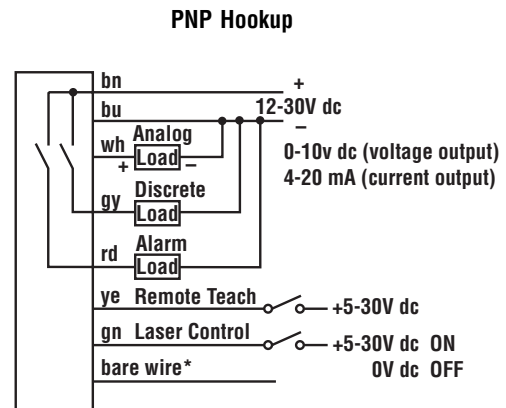 PNP Hookup
bn
+
bu
12-30V dc
–
wh Analog
+ Load –
0-10v dc (voltage output)
4-20 mA (current output)
gy Discrete
Load
rd Alarm
Load
ye Remote Teach
+5-30V dc
gn Laser Control
+5-30V dc ON
bare wire*
0V dc OFF